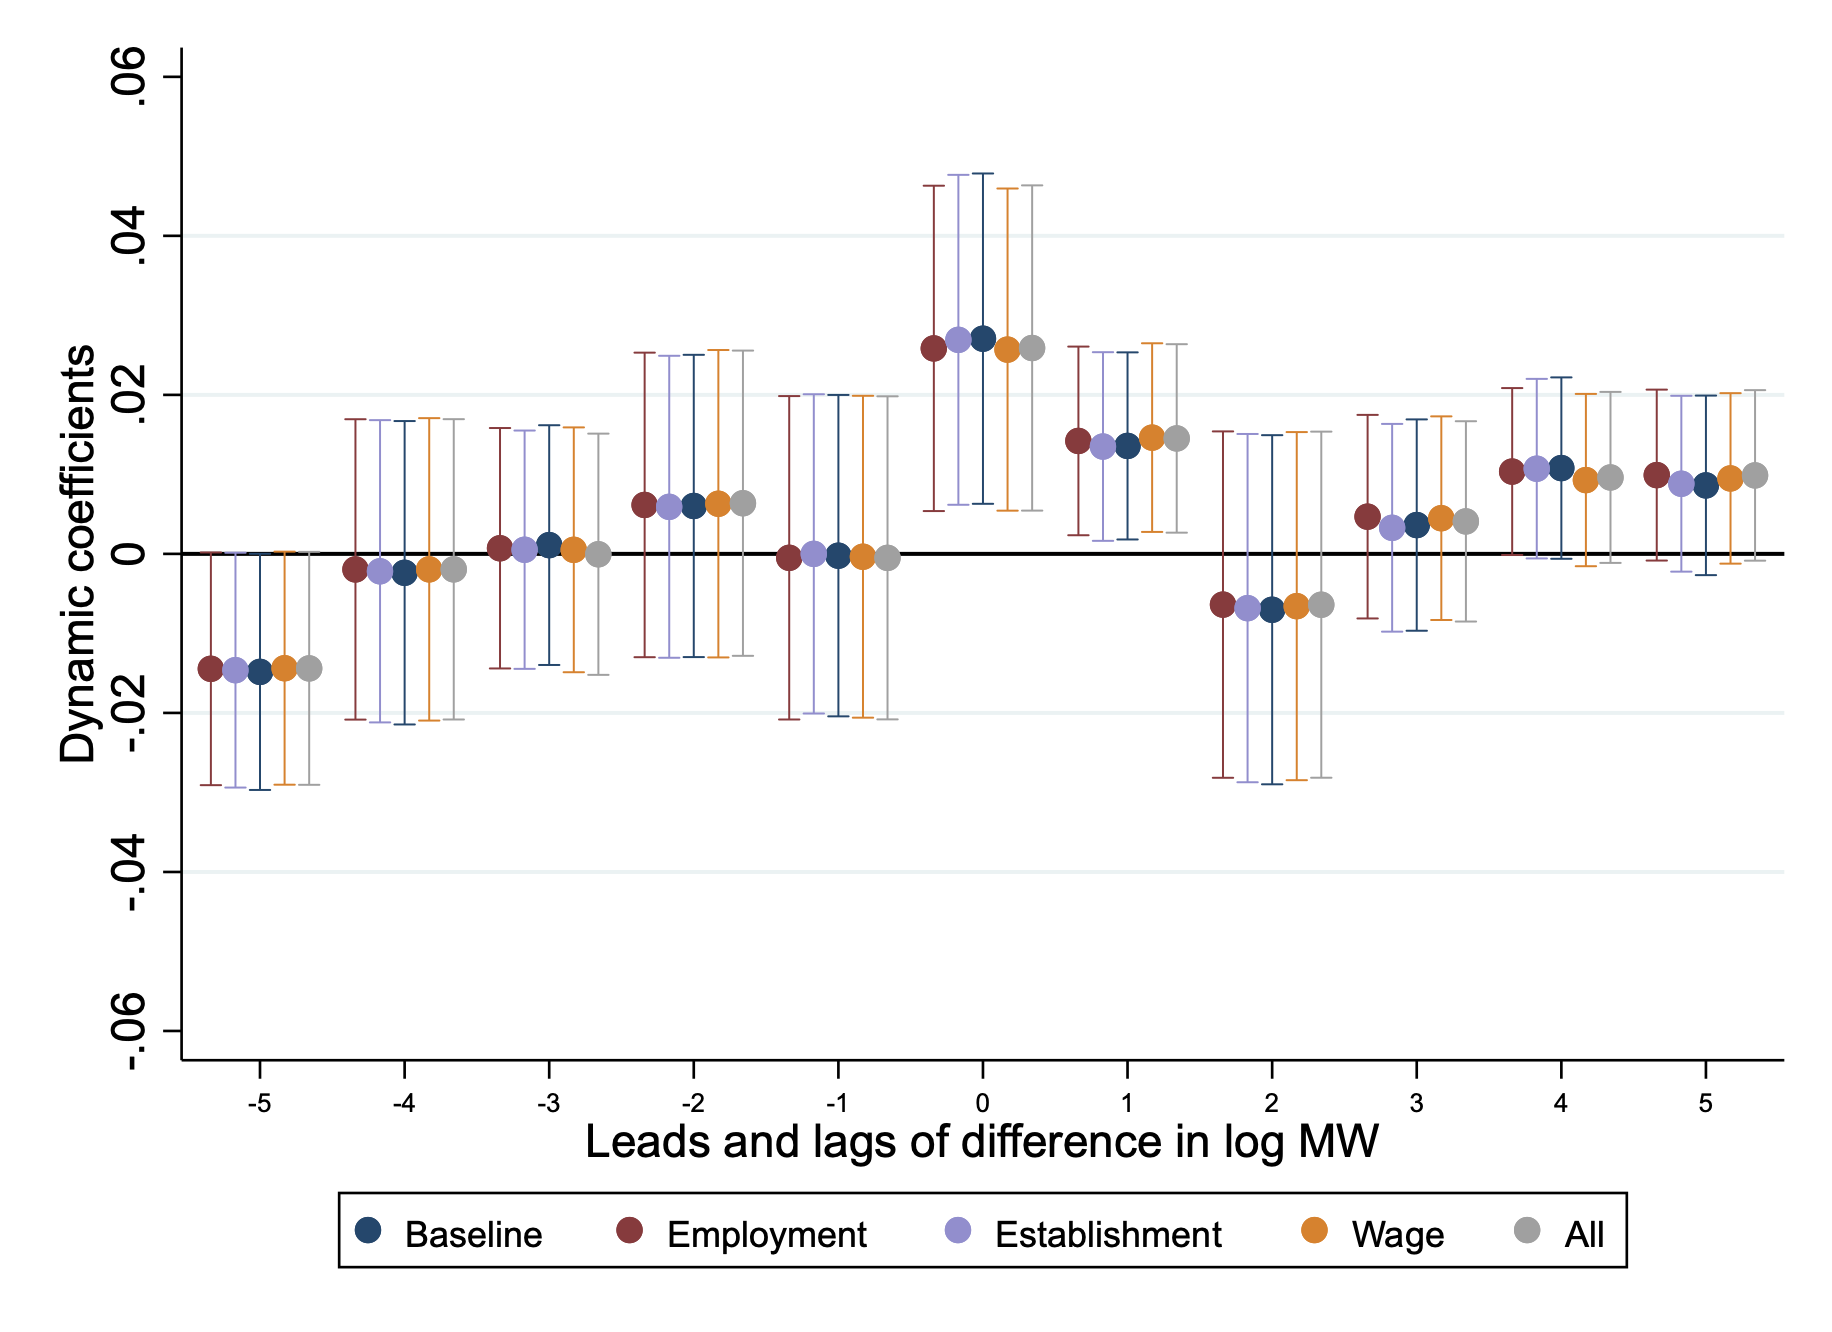 .06
.04
.02
0
-.02
-.04
-.06
Dynamic coefficients
-5 -4 -3 -2 -1 0 1 2 3 4 5
Leads and lags of difference in log MW
Baseline Employment Establishment Wage All